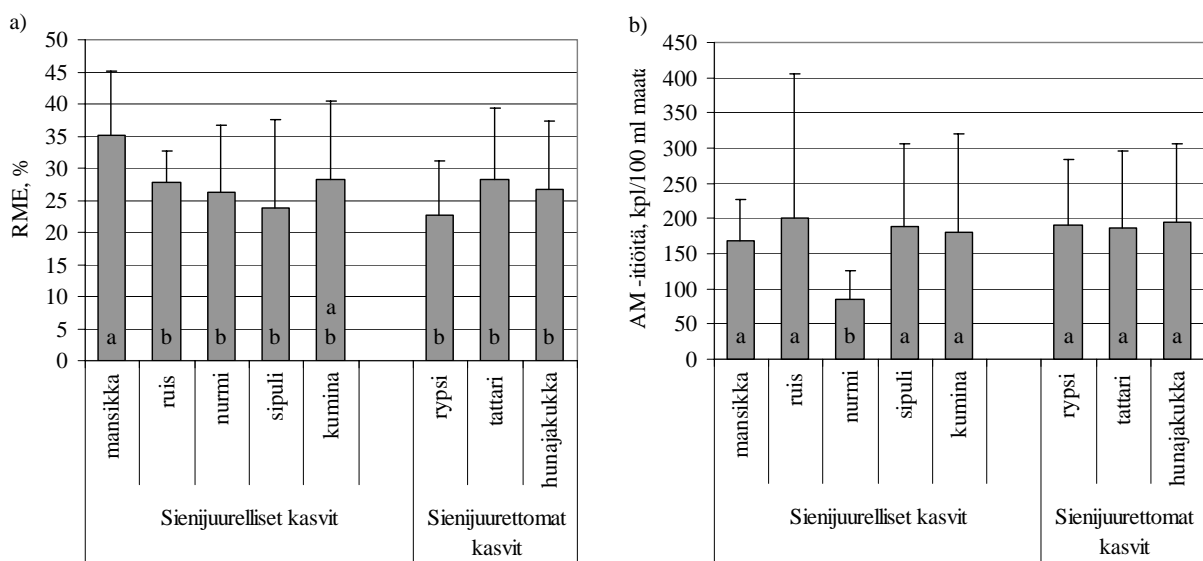 a)
RME, %
50
45
40
35
30
25
20
15
10
5
0
a
b
b
b
a
b
b
b
b
mansikka
ruis
nurmi
sipuli
kumina
rypsi
tattari
hunajakukka
Sienijuurelliset kasvit
Sienijuurettomat
kasvit
b)
AM -itiöitä, kpl/100 ml maata
450
400
350
300
250
200
150
100
50
0
a
a
b
a
a
a
a
a
mansikka
ruis
nurmi
sipuli
kumina
rypsi
tattari
hunajakukka
Sienijuurelliset kasvit
Sienijuurettomat
kasvit